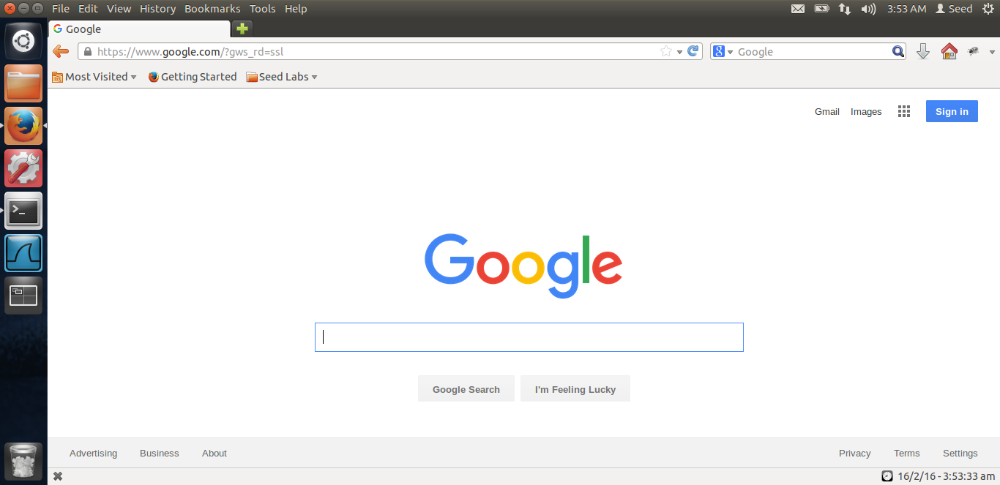 File Edit View History Bookmarks Tools Help 3:53 AM Seed
Google
https://www.google.com/?gws_rd=ssl 8 Google
Most Visited Getting Started Seed Labs
Gmail Images Sign in
Google
Google Search I'm Feeling Lucky
Advertising Business About Privacy Terms Settings
16/2/16 - 3:53:33 am